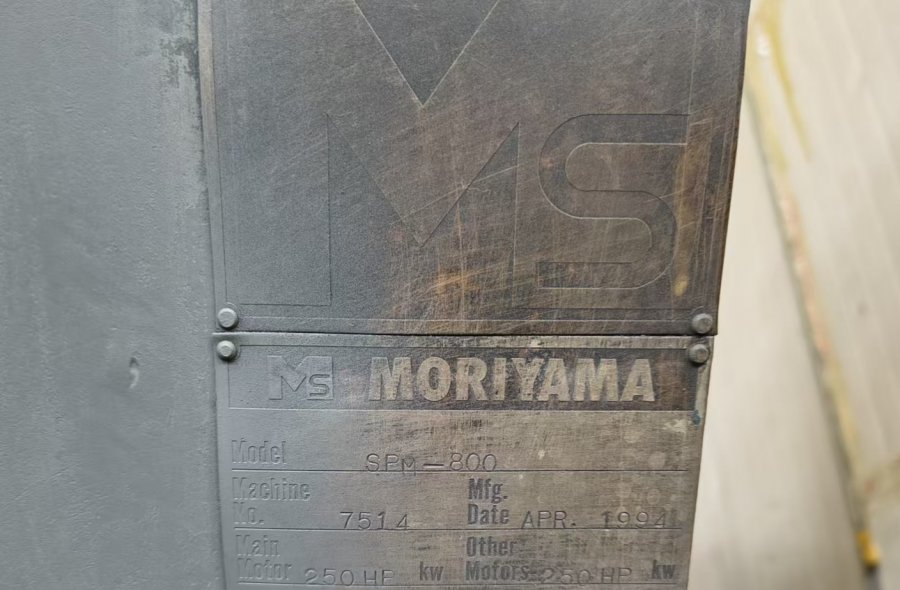 MS
MS MORIYAMA
Model SPM-800
Machine No. 7514 Mfg. Date APR. 1994
Main Motor 250 HP kw Other Motors 250 HP kw